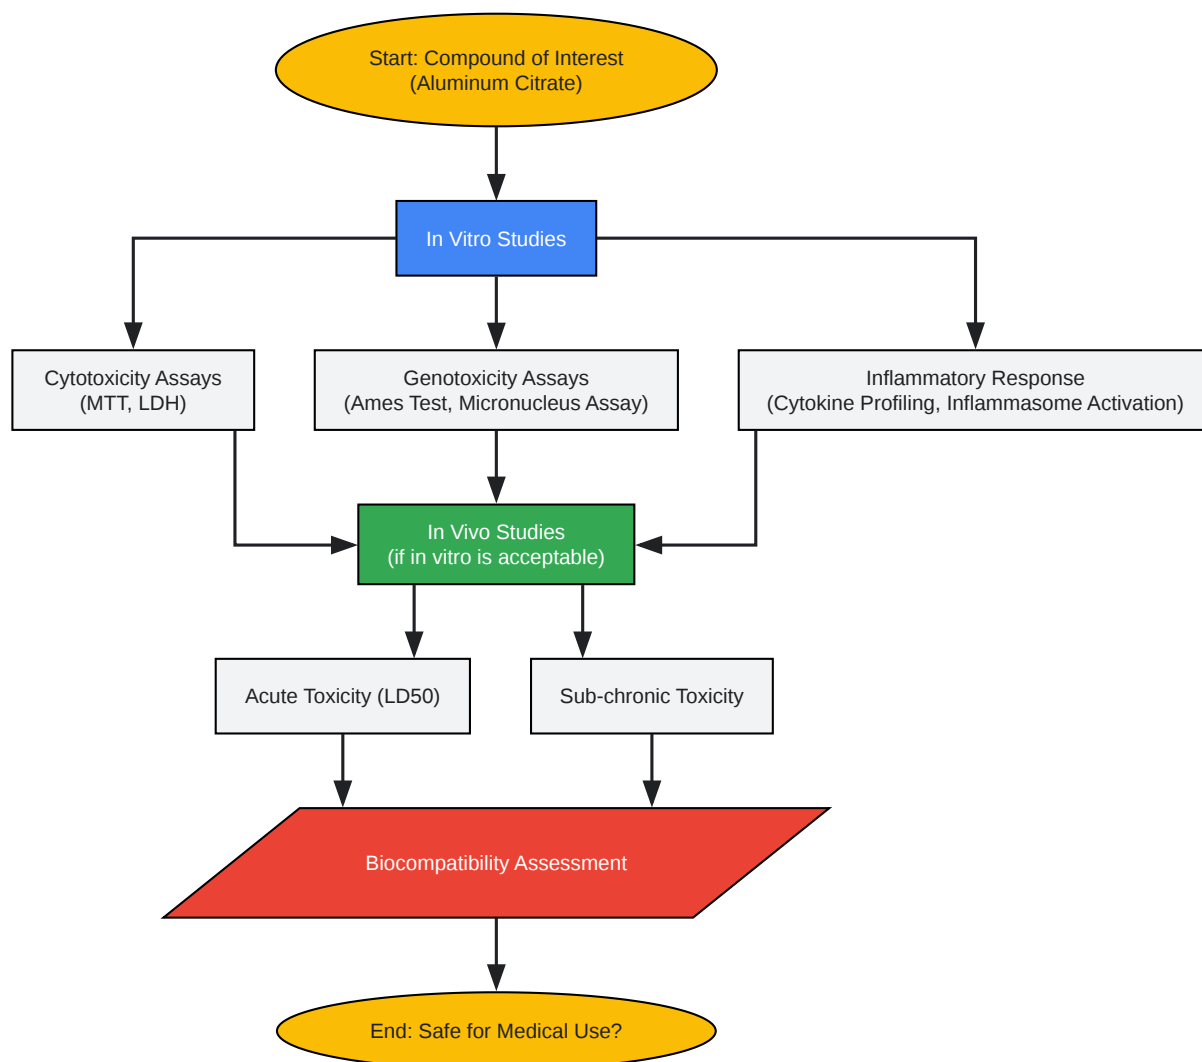 Start: Compound of Interest
(Aluminum Citrate)
In Vitro Studies
Cytotoxicity Assays
(MTT, LDH)
Genotoxicity Assays
(Ames Test, Micronucleus Assay)
Inflammatory Response
(Cytokine Profiling, Inflammasome Activation)
In Vivo Studies
(if in vitro is acceptable)
Acute Toxicity (LD50)
Sub-chronic Toxicity
Biocompatibility Assessment
End: Safe for Medical Use?